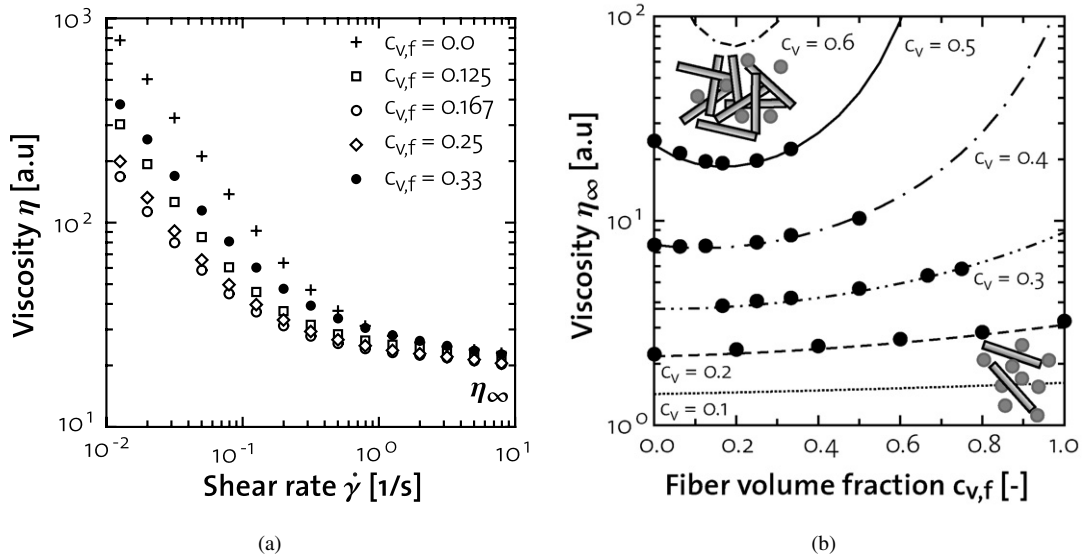 10³
10²
10¹
Viscosity η [a.u]
+ c_v,f = 0.0
□ c_v,f = 0.125
○ c_v,f = 0.167
◇ c_v,f = 0.25
● c_v,f = 0.33
η∞
10⁻² 10⁻¹ 10⁰ 10¹
Shear rate γ̇ [1/s]
(a)
10²
10¹
10⁰
Viscosity η∞ [a.u]
c_v = 0.6
c_v = 0.5
c_v = 0.4
c_v = 0.3
c_v = 0.2
c_v = 0.1
0.0 0.2 0.4 0.6 0.8 1.0
Fiber volume fraction c_v,f [-]
(b)